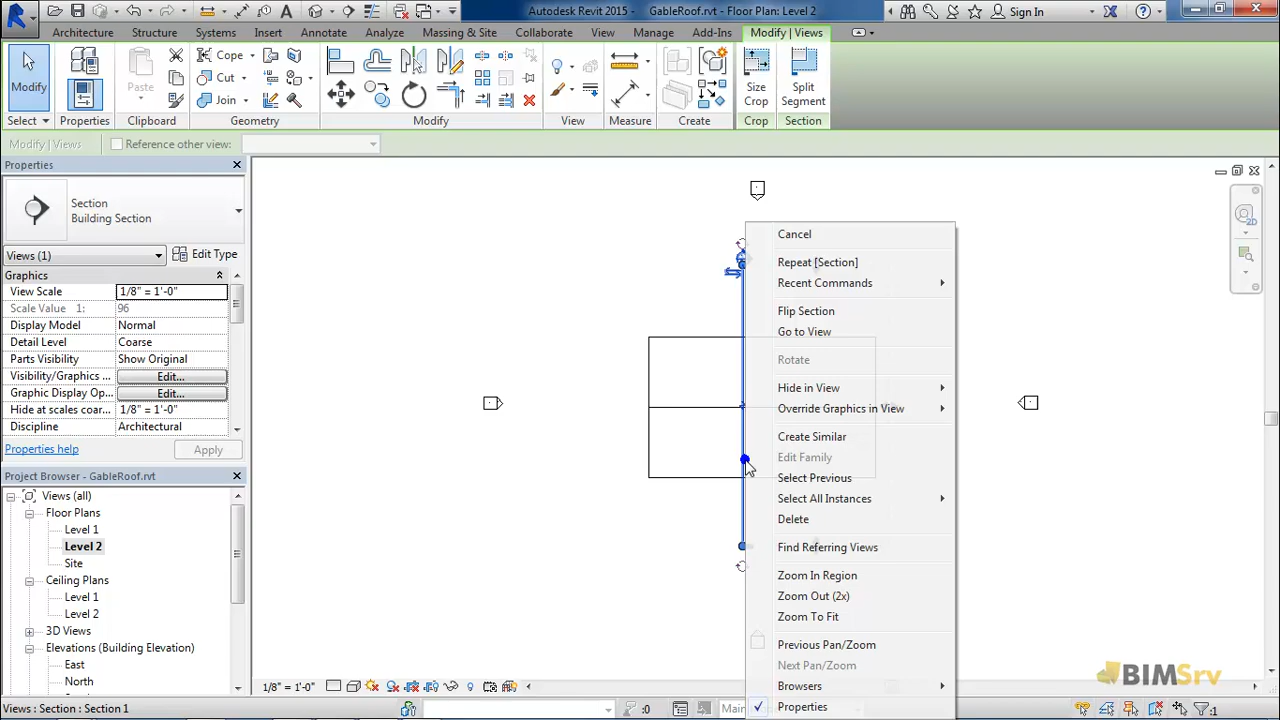 Autodesk Revit 2015 - GableRoof.rvt - Floor Plan: Level 2
Sign In
Architecture Structure Systems Insert Annotate Analyze Massing & Site Collaborate View Manage Add-Ins Modify | Views
Modify
Properties
Paste
Cope
Cut
Join
Size Crop
Split Segment
Select Properties Clipboard Geometry Modify View Measure Create Crop Section
Modify | Views
Reference other view:
Properties
Section
Building Section
Views (1)
Edit Type
Graphics
View Scale 1/8" = 1'-0"
Scale Value 1: 96
Display Model Normal
Detail Level Coarse
Parts Visibility Show Original
Visibility/Graphics ... Edit...
Graphic Display Op... Edit...
Hide at scales coar... 1/8" = 1'-0"
Discipline Architectural
Properties help
Apply
Project Browser - GableRoof.rvt
Views (all)
Floor Plans
Level 1
Level 2
Site
Ceiling Plans
Level 1
Level 2
3D Views
Elevations (Building Elevation)
East
North
Cancel
Repeat [Section]
Recent Commands
Flip Section
Go to View
Rotate
Hide in View
Override Graphics in View
Create Similar
Edit Family
Select Previous
Select All Instances
Delete
Find Referring Views
Zoom In Region
Zoom Out (2x)
Zoom To Fit
Previous Pan/Zoom
Next Pan/Zoom
Browsers
Properties
2D
1/8" = 1'-0"
BIMSrv
Views : Section : Section 1
:0
Main
:1